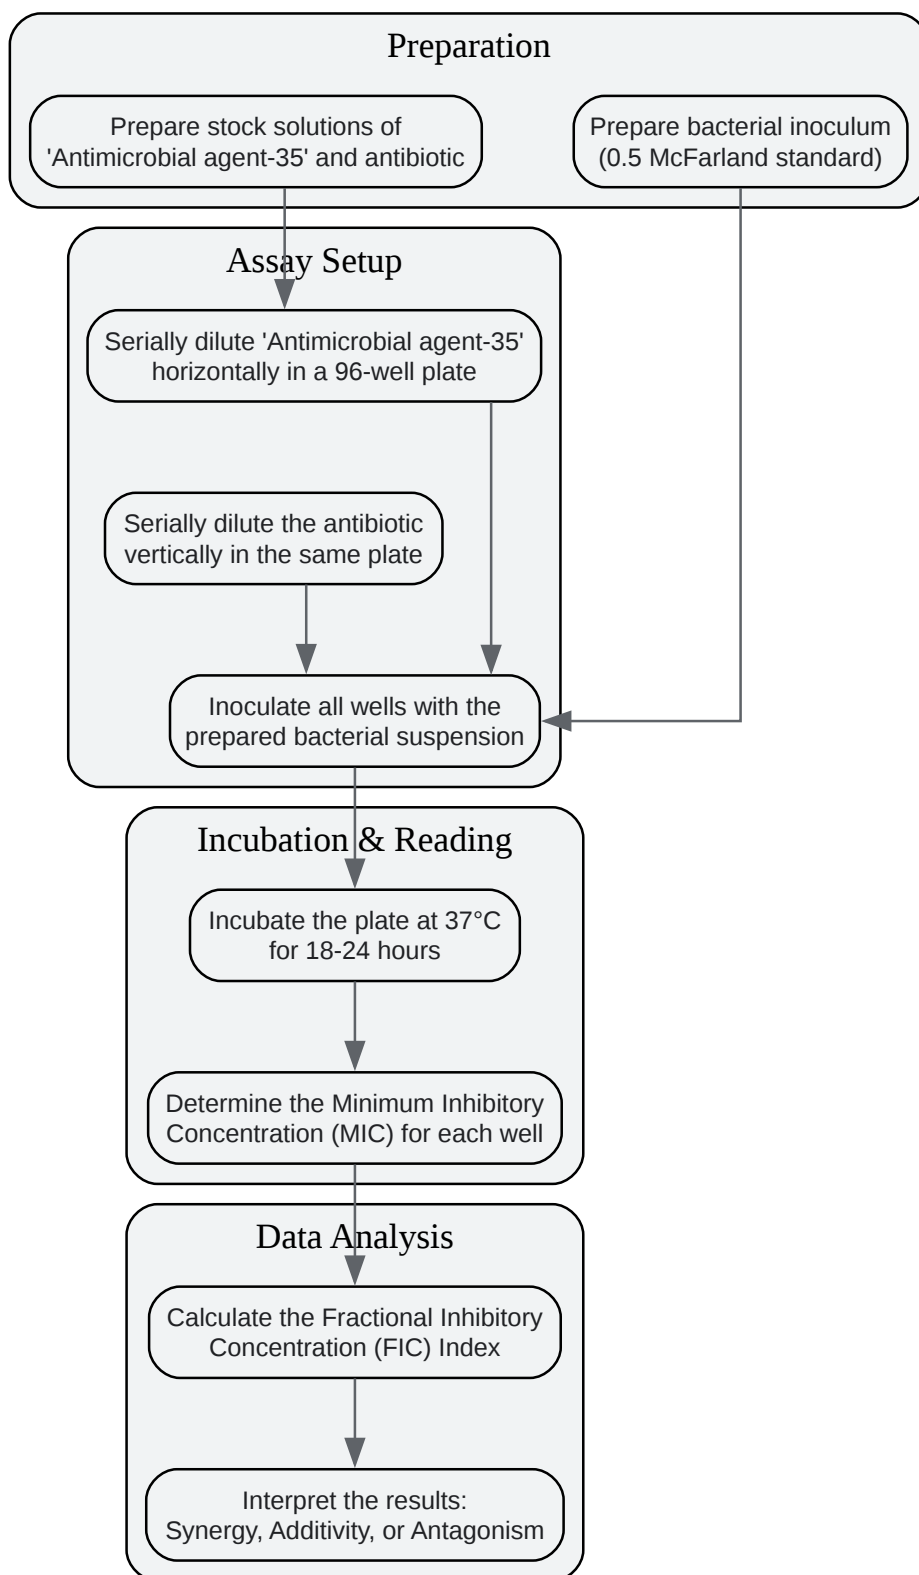 Preparation
Prepare stock solutions of
'Antimicrobial agent-35' and antibiotic
Prepare bacterial inoculum
(0.5 McFarland standard)
Assay Setup
Serially dilute 'Antimicrobial agent-35'
horizontally in a 96-well plate
Serially dilute the antibiotic
vertically in the same plate
Inoculate all wells with the
prepared bacterial suspension
Incubation & Reading
Incubate the plate at 37°C
for 18-24 hours
Determine the Minimum Inhibitory
Concentration (MIC) for each well
Data Analysis
Calculate the Fractional Inhibitory
Concentration (FIC) Index
Interpret the results:
Synergy, Additivity, or Antagonism